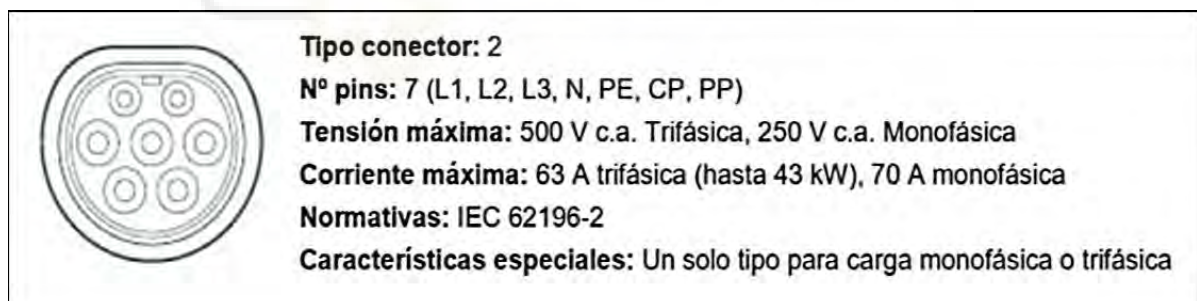 Tipo conector: 2
Nº pins: 7 (L1, L2, L3, N, PE, CP, PP)
Tensión máxima: 500 V c.a. Trifásica, 250 V c.a. Monofásica
Corriente máxima: 63 A trifásica (hasta 43 kW), 70 A monofásica
Normativas: IEC 62196-2
Características especiales: Un solo tipo para carga monofásica o trifásica